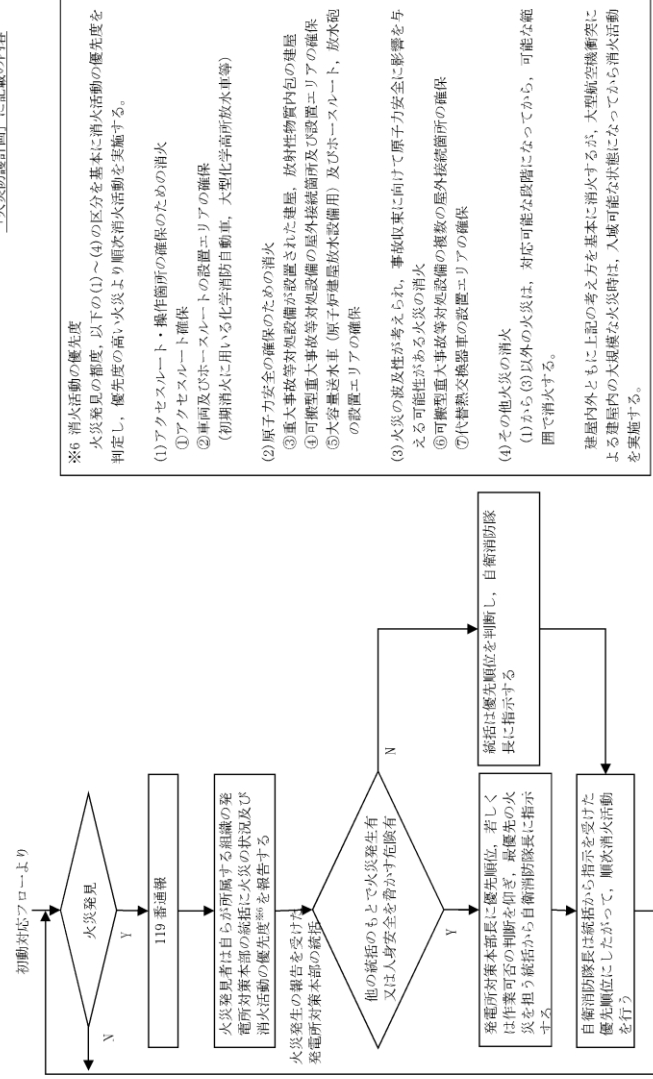 「火災防護計画」に記載の内容
初動対応フローより
火災発見
N
Y
119 番通報
火災発見者は自らが所属する組織の発
電所対策本部の統括に火災の状況及び
消火活動の優先度※6 を報告する
火災発生の報告を受けた
発電所対策本部の統括
他の統括のもとで火災発生有
又は人身安全を脅かす危険有
N
Y
発電所対策本部長に優先順位，若しく
は作業可否の判断を仰ぎ，最優先の火
災を担う統括から自衛消防隊長に指示
する
統括は優先順位を判断し，自衛消防隊
長に指示する
自衛消防隊長は統括から指示を受けた
優先順位にしたがって，順次消火活動
を行う
※6 消火活動の優先度
火災発見の都度，以下の(1)～(4)の区分を基本に消火活動の優先度を
判定し，優先度の高い火災より順次消火活動を実施する。
(1)アクセスルート・操作箇所の確保のための消火
①アクセスルート確保
②車両及びホースルートの設置エリアの確保
(初期消火に用いる化学消防自動車，大型化学高所放水車等)
(2)原子力安全の確保のための消火
③重大事故等対処設備が設置された建屋，放射性物質内包の建屋
④可搬型重大事故等対処設備の屋外接続箇所及び設置エリアの確保
⑤大容量送水車（原子炉建屋放水設備用）及びホースルート，放水砲
の設置エリアの確保
(3)火災の波及性が考えられ，事故収束に向けて原子力安全に影響を与
える可能性がある火災の消火
⑥可搬型重大事故等対処設備の複数の屋外接続箇所の確保
⑦代替熱交換器車の設置エリアの確保
(4)その他火災の消火
(1)から(3)以外の火災は，対応可能な段階になってから，可能な範
囲で消火する。
建屋内外ともに上記の考え方を基本に消火するが，大型航空機衝突に
よる建屋内の大規模な火災時は，入域可能な状態になってから消火活動
を実施する。